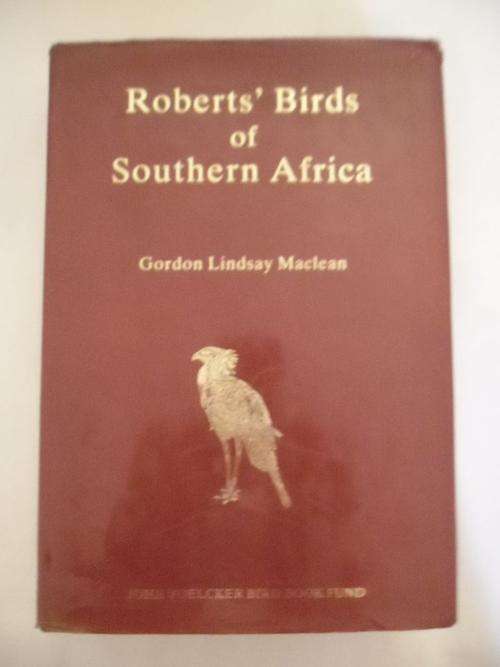 Roberts' Birds
of
Southern Africa
Gordon Lindsay Maclean
JOHN VOELCKER BIRD BOOK FUND